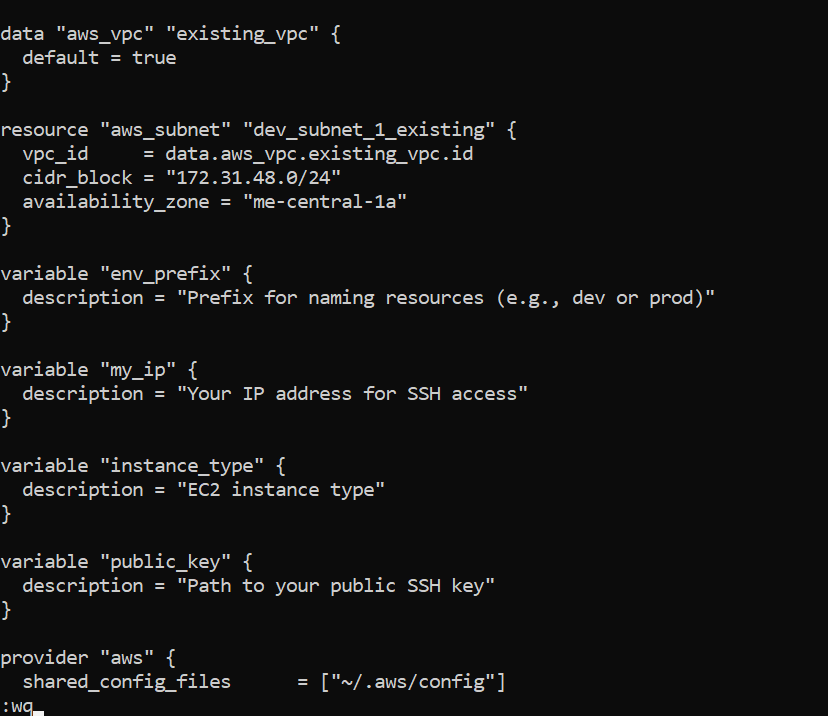 data "aws_vpc" "existing_vpc" {
  default = true
}
resource "aws_subnet" "dev_subnet_1_existing" {
  vpc_id     = data.aws_vpc.existing_vpc.id
  cidr_block = "172.31.48.0/24"
  availability_zone = "me-central-1a"
}
variable "env_prefix" {
  description = "Prefix for naming resources (e.g., dev or prod)"
}
variable "my_ip" {
  description = "Your IP address for SSH access"
}
variable "instance_type" {
  description = "EC2 instance type"
}
variable "public_key" {
  description = "Path to your public SSH key"
}
provider "aws" {
  shared_config_files      = ["~/.aws/config"]
:wq